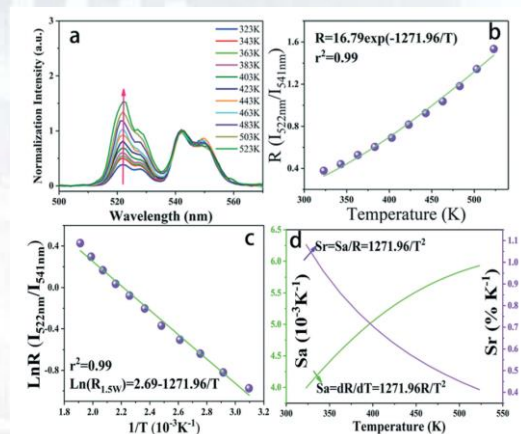 a
323K
343K
363K
383K
403K
423K
443K
463K
483K
503K
523K
Normalization Intensity (a.u.)
3
2
1
0
500
520
540
560
Wavelength (nm)
b
R=16.79exp(-1271.96/T)
r²=0.99
R (I522nm/I541nm)
1.6
1.2
0.8
0.4
300
350
400
450
500
Temperature (K)
c
LnR (I522nm/I541nm)
0.4
0.0
-0.4
-0.8
r²=0.99
Ln(R1.5W)=2.69-1271.96/T
1.8
2.0
2.2
2.4
2.6
2.8
3.0
3.2
1/T (10⁻³K⁻¹)
d
Sr=Sa/R=1271.96/T²
Sa=dR/dT=1271.96R/T²
Sa (10⁻³K⁻¹)
6.5
6.0
5.5
5.0
4.5
4.0
Sr (% K⁻¹)
1.1
1.0
0.9
0.8
0.7
0.6
0.5
0.4
300
400
500
Temperature (K)